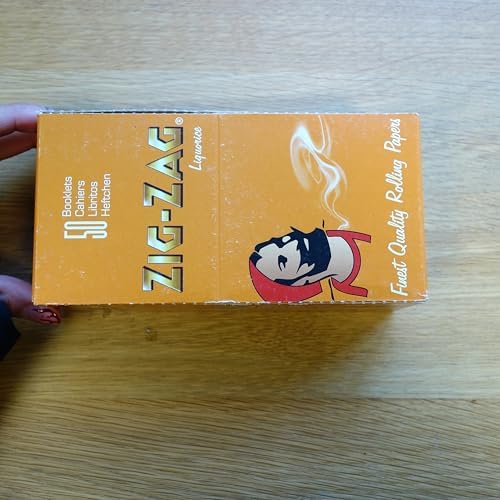 50 Booklets
Cahiers
Libritos
Heftchen
ZIG-ZAG®
Liquorice
Finest Quality Rolling Papers